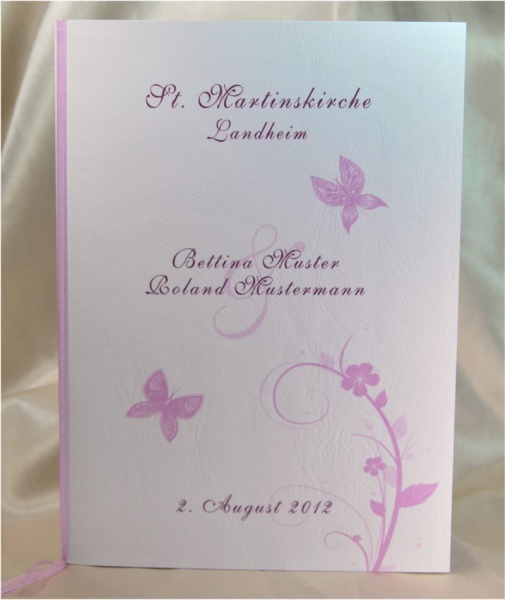 St. Martinskirche
Landheim
Bettina Muster
&
Roland Mustermann
2. August 2012